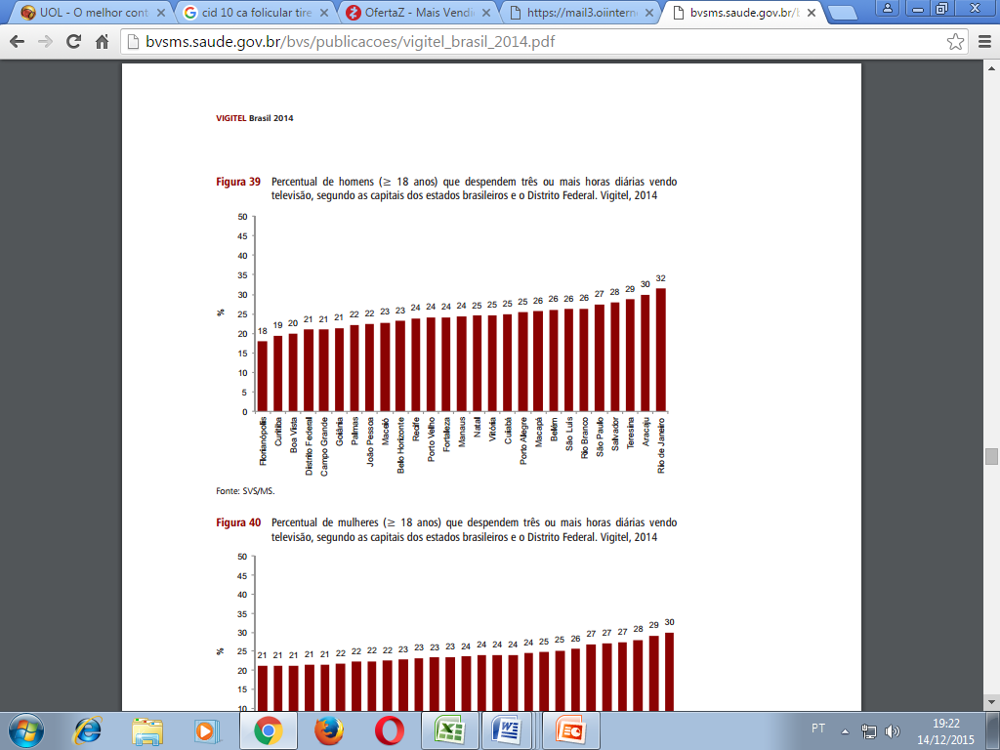 UOL - O melhor cont
cid 10 ca folicular tire
OfertaZ - Mais Vendi
https://mail3.oiintern
bvsms.saude.gov.br/b
bvsms.saude.gov.br/bvs/publicacoes/vigitel_brasil_2014.pdf
VIGITEL Brasil 2014
Figura 39 Percentual de homens (≥ 18 anos) que despendem três ou mais horas diárias vendo
televisão, segundo as capitais dos estados brasileiros e o Distrito Federal. Vigitel, 2014
50
45
40
35
30
25
20
15
10
5
0
%
18 19 20 21 21 21 22 22 23 23 24 24 24 24 25 25 25 25 26 26 26 26 27 28 29 30 32
Florianópolis
Curitiba
Boa Vista
Distrito Federal
Campo Grande
Goiânia
Palmas
João Pessoa
Maceió
Belo Horizonte
Recife
Porto Velho
Fortaleza
Manaus
Natal
Vitória
Cuiabá
Porto Alegre
Macapá
Belém
São Luís
Rio Branco
São Paulo
Salvador
Teresina
Aracaju
Rio de Janeiro
Fonte: SVS/MS.
Figura 40 Percentual de mulheres (≥ 18 anos) que despendem três ou mais horas diárias vendo
televisão, segundo as capitais dos estados brasileiros e o Distrito Federal. Vigitel, 2014
50
45
40
35
30
25
20
15
10
%
21 21 21 21 21 22 22 22 22 23 23 23 23 24 24 24 24 24 25 25 26 27 27 27 28 29 30
PT
19:22
14/12/2015